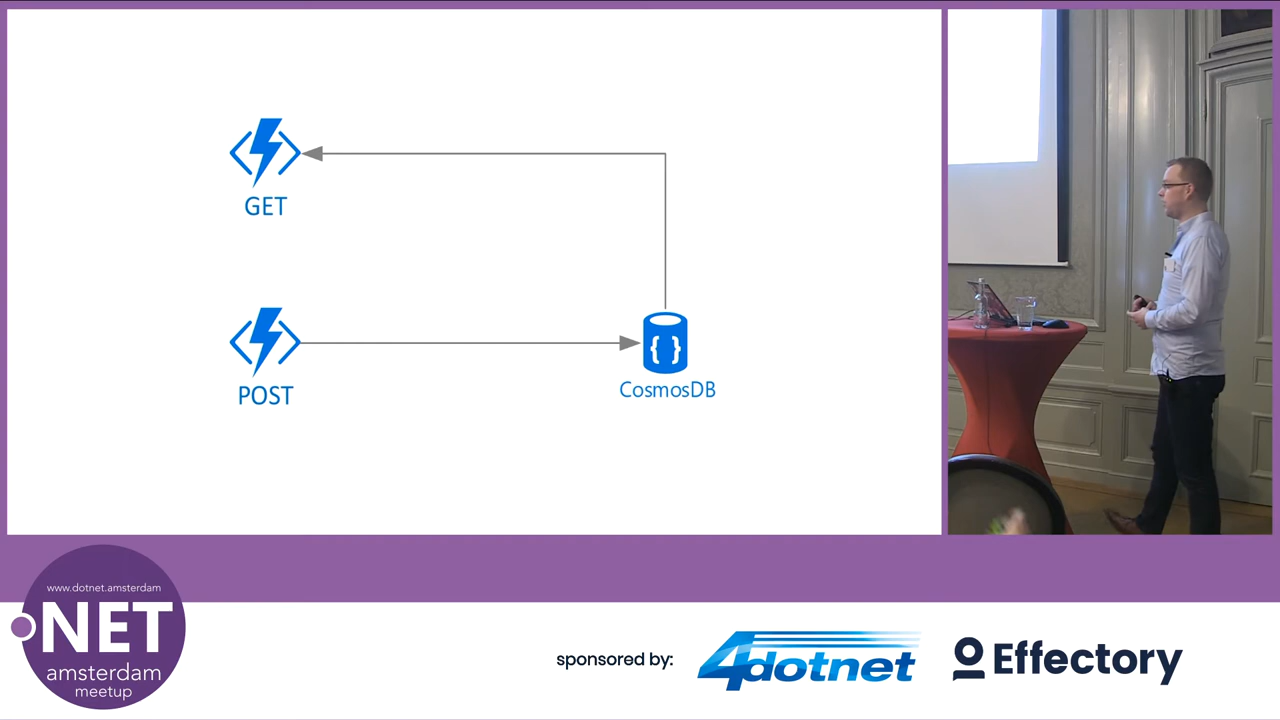 GET
POST
{ }
CosmosDB
www.dotnet.amsterdam
NET
amsterdam
meetup
sponsored by:
4dotnet
Effectory